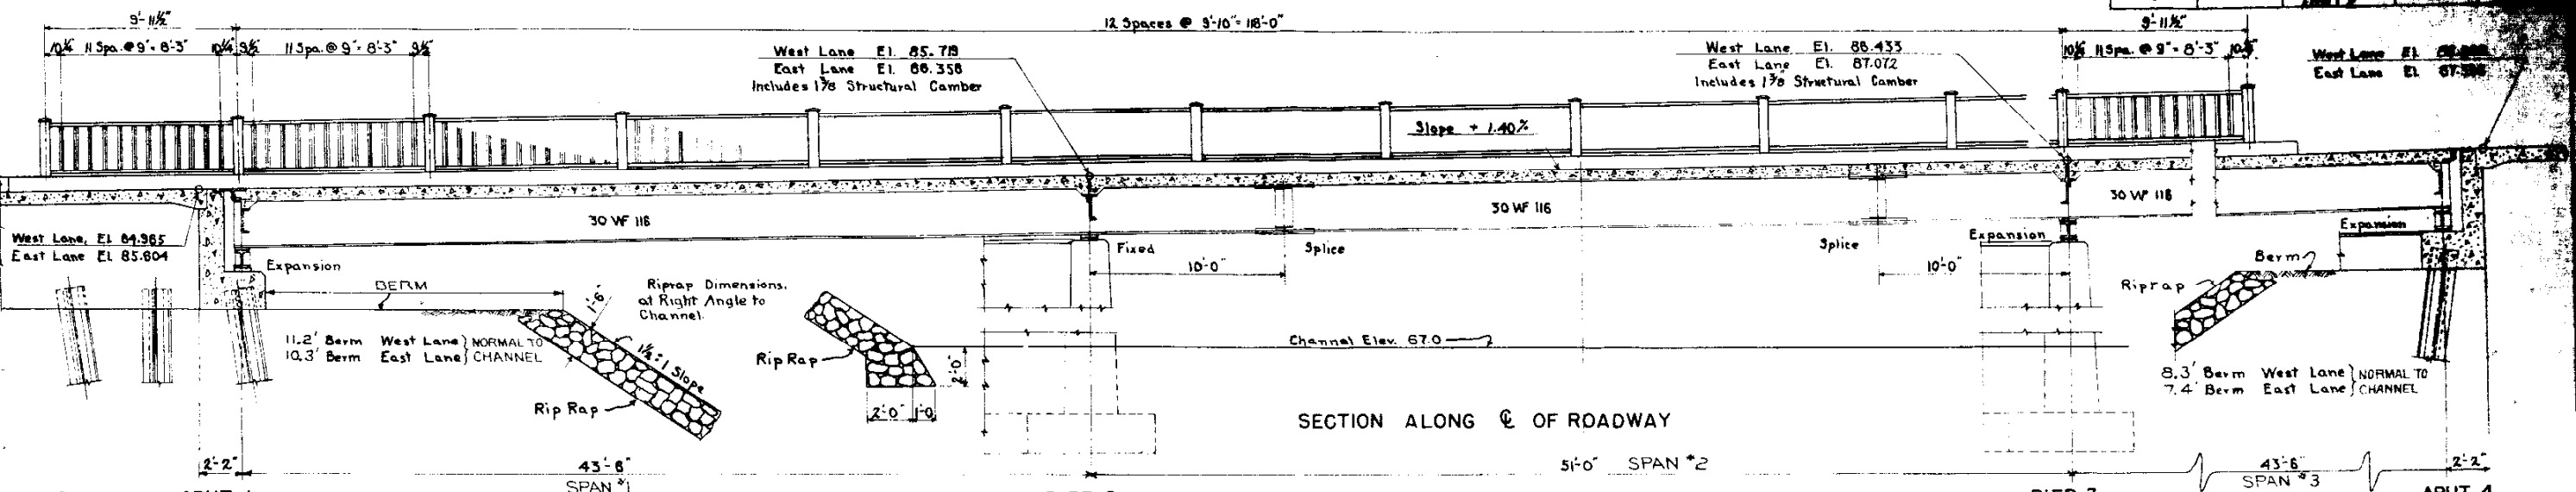 9'-11½"
12 Spaces @ 9'-10" = 118'-0"
9'-11½"
10¼ 11 Spa. @ 9" = 8'-3" 10¼ 9½ 11 Spa. @ 9" = 8'-3" 9½
10¼ 11 Spa. @ 9" = 8'-3"
West Lane El. 85.719
East Lane El. 86.358
Includes 1⅜ Structural Camber
West Lane El. 86.433
East Lane El. 87.072
Includes 1⅜ Structural Camber
West Lane El.
East Lane El.
Slope + 1.40%
30 WF 116
30 WF 116
30 WF 116
West Lane, El. 84.965
East Lane El. 85.604
Expansion
Fixed
Splice
10'-0"
Splice
Expansion
10'-0"
Expansion
Berm
Riprap
BERM
1'-6"
Riprap Dimensions,
at Right Angle to
Channel.
11.2' Berm West Lane } NORMAL TO
10.3' Berm East Lane } CHANNEL
1½ : 1 Slope
Rip Rap
Rip Rap
2'-0"
2'-0" 1'-0
Channel Elev. 67.0
8.3' Berm West Lane } NORMAL TO
7.4' Berm East Lane } CHANNEL
SECTION ALONG ℄ OF ROADWAY
2'-2"
43'-6"
SPAN #1
51'-0" SPAN #2
43'-6"
SPAN #3
2'-2"